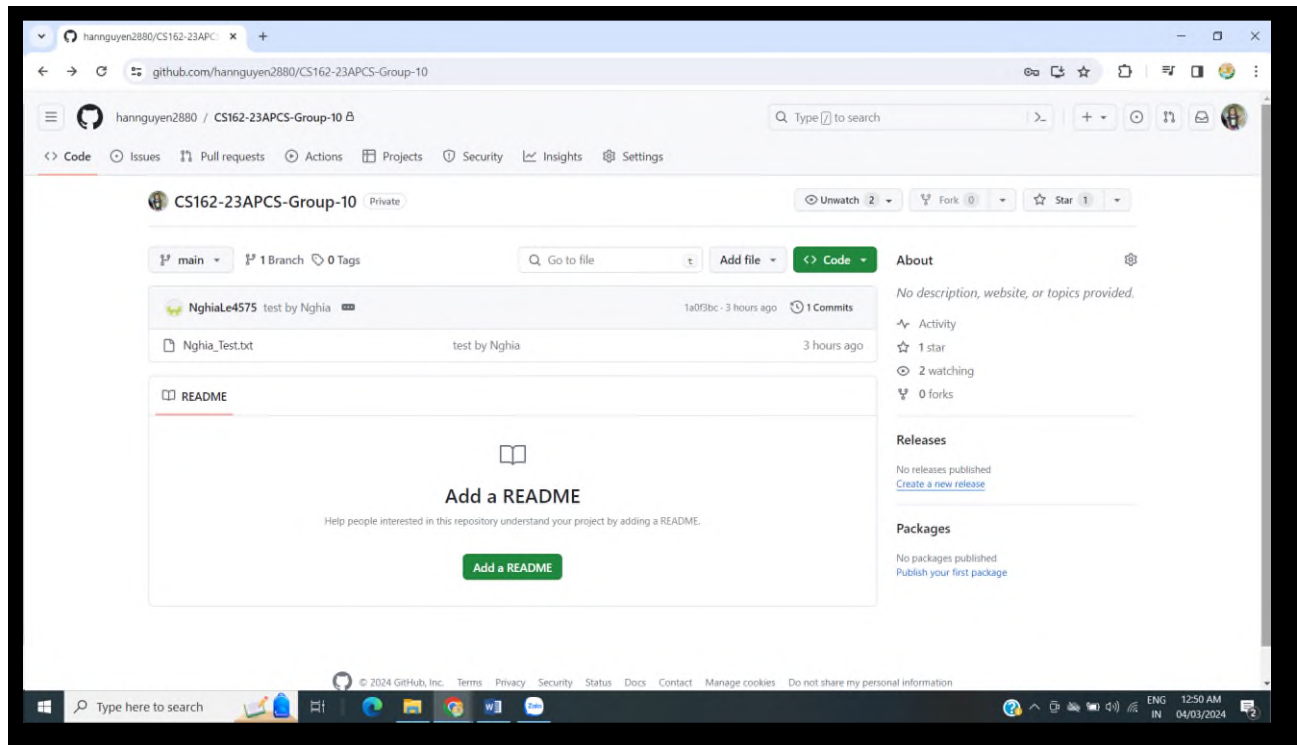 hannguyen2880/CS162-23APC
github.com/hannguyen2880/CS162-23APCS-Group-10
hannguyen2880 / CS162-23APCS-Group-10
Type / to search
Code Issues Pull requests Actions Projects Security Insights Settings
CS162-23APCS-Group-10 Private
Unwatch 2 Fork 0 Star 1
main 1 Branch 0 Tags Go to file t Add file Code
About
No description, website, or topics provided.
NghiaLe4575 test by Nghia 1a0f3bc · 3 hours ago 1 Commits
Activity
Nghia_Test.txt test by Nghia 3 hours ago
1 star
2 watching
0 forks
README
Releases
No releases published
Create a new release
Add a README
Help people interested in this repository understand your project by adding a README.
Add a README
Packages
No packages published
Publish your first package
© 2024 GitHub, Inc. Terms Privacy Security Status Docs Contact Manage cookies Do not share my personal information
Type here to search
Zalo
ENG 12:50 AM
IN 04/03/2024
2